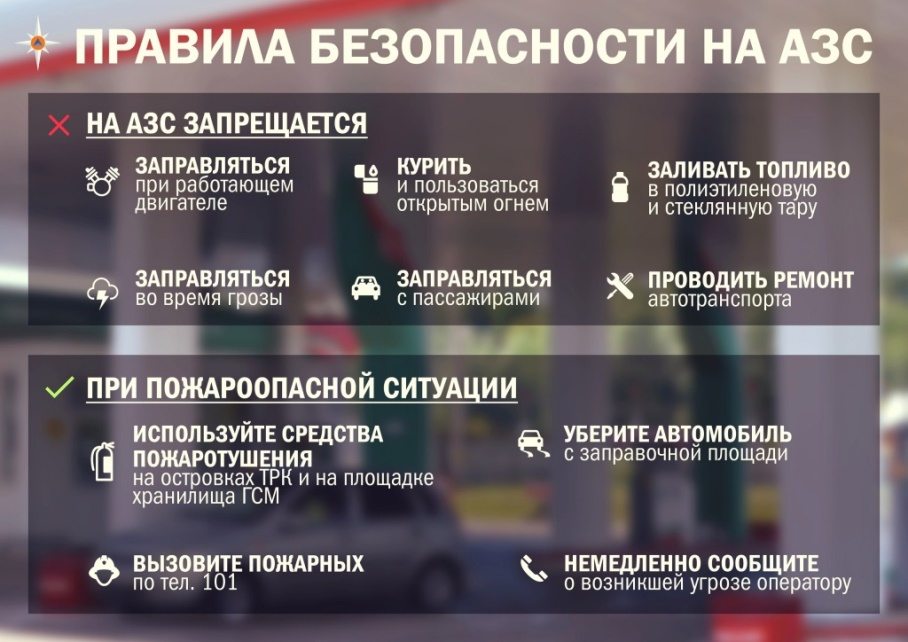 ПРАВИЛА БЕЗОПАСНОСТИ НА АЗС
НА АЗС ЗАПРЕЩАЕТСЯ
ЗАПРАВЛЯТЬСЯ
при работающем
двигателе
КУРИТЬ
и пользоваться
открытым огнем
ЗАЛИВАТЬ ТОПЛИВО
в полиэтиленовую
и стеклянную тару
ЗАПРАВЛЯТЬСЯ
во время грозы
ЗАПРАВЛЯТЬСЯ
с пассажирами
ПРОВОДИТЬ РЕМОНТ
автотранспорта
ПРИ ПОЖАРООПАСНОЙ СИТУАЦИИ
ИСПОЛЬЗУЙТЕ СРЕДСТВА
ПОЖАРОТУШЕНИЯ
на островках ТРК и на площадке
хранилища ГСМ
УБЕРИТЕ АВТОМОБИЛЬ
с заправочной площади
ВЫЗОВИТЕ ПОЖАРНЫХ
по тел. 101
НЕМЕДЛЕННО СООБЩИТЕ
о возникшей угрозе оператору